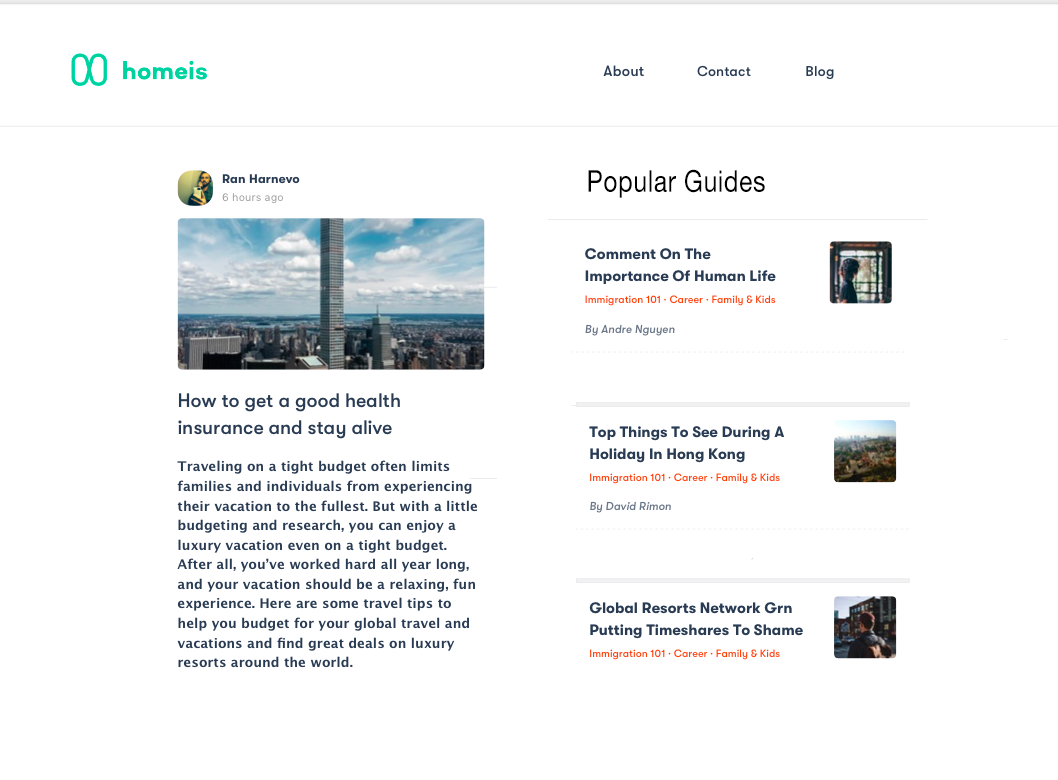 homeis
About
Contact
Blog
Ran Harnevo
6 hours ago
How to get a good health
insurance and stay alive
Traveling on a tight budget often limits
families and individuals from experiencing
their vacation to the fullest. But with a little
budgeting and research, you can enjoy a
luxury vacation even on a tight budget.
After all, you’ve worked hard all year long,
and your vacation should be a relaxing, fun
experience. Here are some travel tips to
help you budget for your global travel and
vacations and find great deals on luxury
resorts around the world.
Popular Guides
Comment On The
Importance Of Human Life
Immigration 101 · Career · Family & Kids
By Andre Nguyen
Top Things To See During A
Holiday In Hong Kong
Immigration 101 · Career · Family & Kids
By David Rimon
Global Resorts Network Grn
Putting Timeshares To Shame
Immigration 101 · Career · Family & Kids